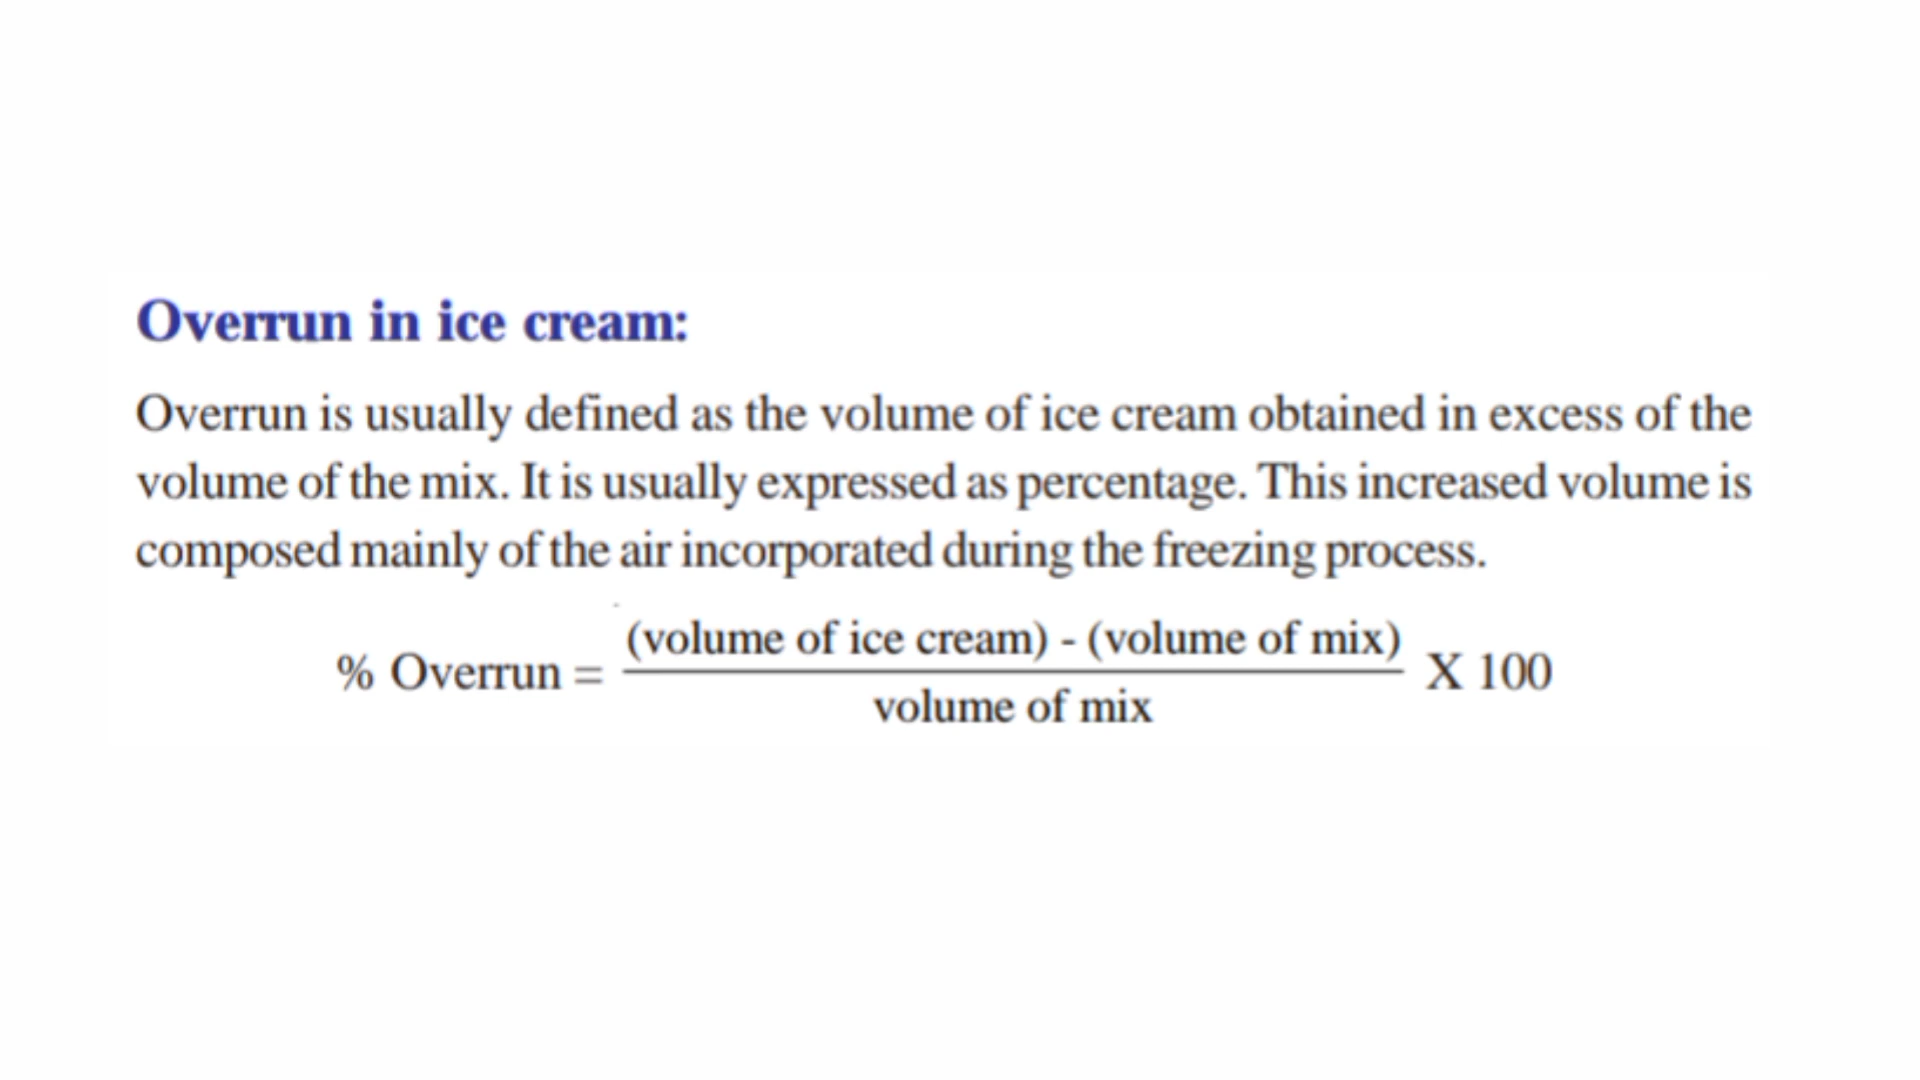 Overrun in ice cream:
Overrun is usually defined as the volume of ice cream obtained in excess of the
volume of the mix. It is usually expressed as percentage. This increased volume is
composed mainly of the air incorporated during the freezing process.
% Overrun = (volume of ice cream) - (volume of mix) X 100
volume of mix